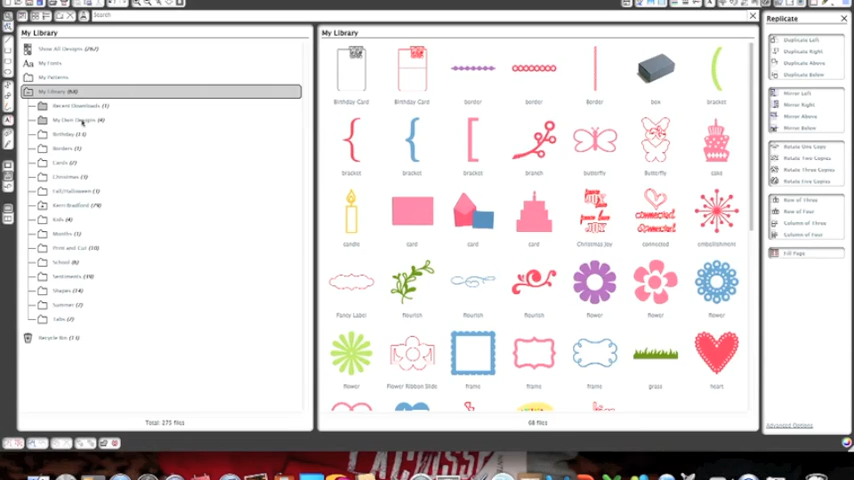 Search
My Library
Show All Designs (262)
My Fonts
My Patterns
My Library (68)
Recent Downloads (1)
My Own Designs (4)
Birthday (13)
Borders (1)
Cards (2)
Christmas (3)
Fall/Halloween (5)
Kerri Bradford (79)
Kids (4)
Months (1)
Print and Cut (10)
School (6)
Sentiments (39)
Shapes (14)
Summer (2)
Tabs (2)
Recycle Bin (13)
Total: 275 files
My Library
Birthday Card Birthday Card border border Border box bracket
bracket bracket bracket branch butterfly Butterfly cake
candle card card card Christmas Joy connected embellishment
Fancy Label flourish flourish flourish flower flower flower
flower Flower Ribbon Slide frame frame frame grass heart
68 files
Replicate
Duplicate Left
Duplicate Right
Duplicate Above
Duplicate Below
Mirror Left
Mirror Right
Mirror Above
Mirror Below
Rotate One Copy
Rotate Two Copies
Rotate Three Copies
Rotate Five Copies
Row of Three
Row of Four
Column of Three
Column of Four
Fill Page
Advanced Options